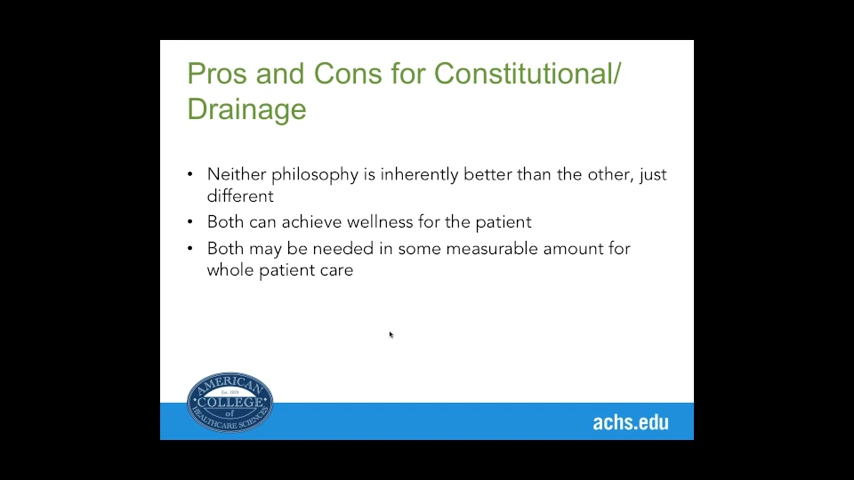 Pros and Cons for Constitutional/
Drainage
• Neither philosophy is inherently better than the other, just
different
• Both can achieve wellness for the patient
• Both may be needed in some measurable amount for
whole patient care
AMERICAN
Est. 1978
COLLEGE
of
HEALTHCARE SCIENCES
achs.edu